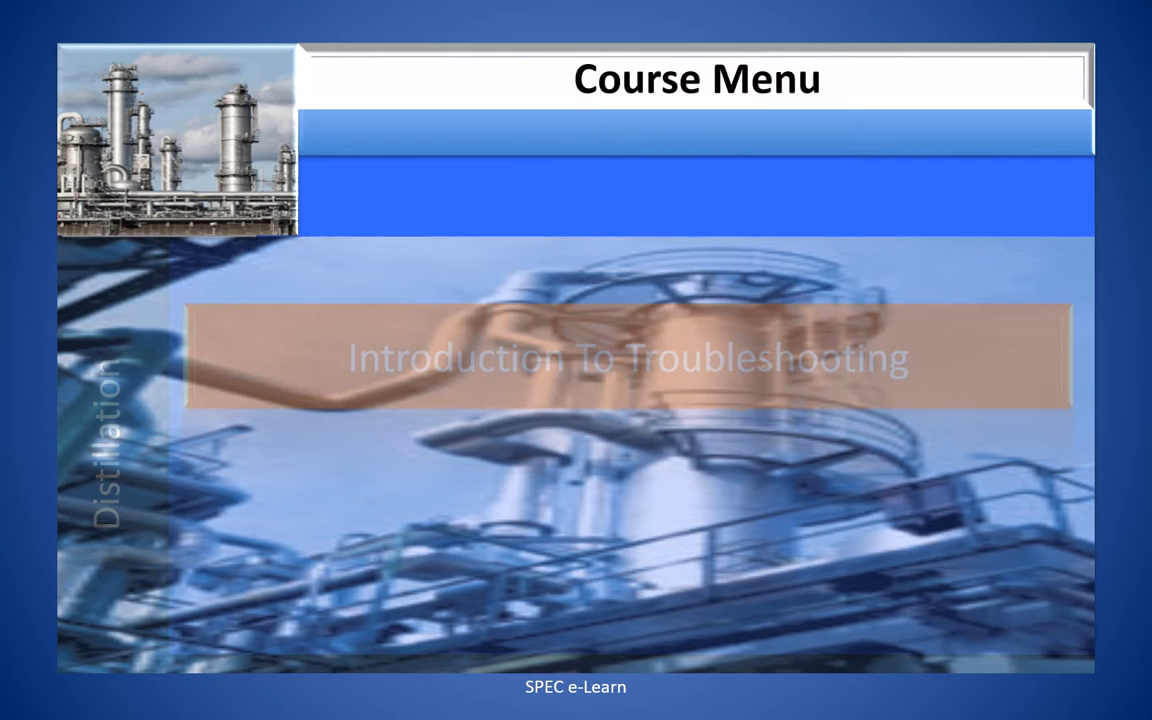 Course Menu
Introduction To Troubleshooting
Distillation
SPEC e-Learn